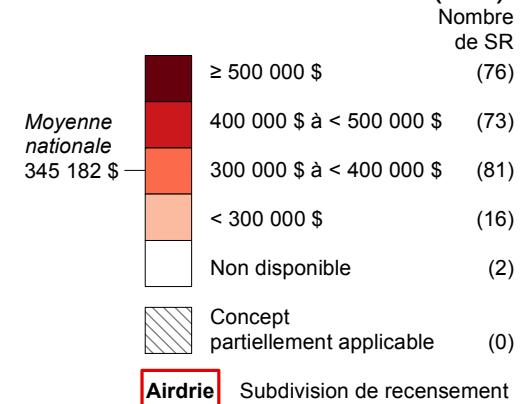 Nombre
de SR
≥ 500 000 $ (76)
400 000 $ à < 500 000 $ (73)
Moyenne
nationale
345 182 $
300 000 $ à < 400 000 $ (81)
< 300 000 $ (16)
Non disponible (2)
Concept
partiellement applicable (0)
Airdrie Subdivision de recensement